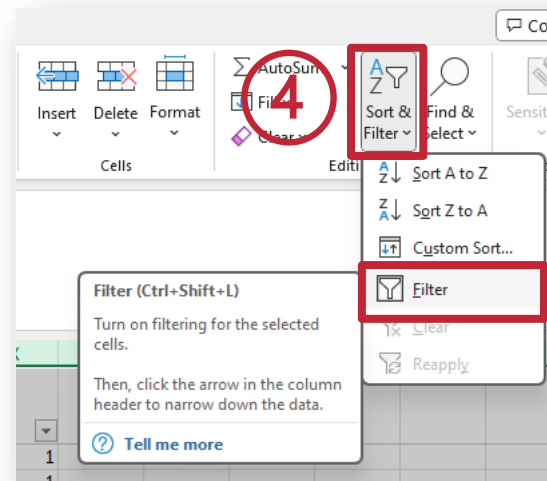 Co
AutoSum
4
Fill
Clear
Insert
Delete
Format
Sort &
Filter
Find &
Select
Sensit
Cells
Editi
Sort A to Z
Sort Z to A
Custom Sort...
Filter
Clear
Reapply
Filter (Ctrl+Shift+L)
Turn on filtering for the selected
cells.
Then, click the arrow in the column
header to narrow down the data.
Tell me more
X
1
1